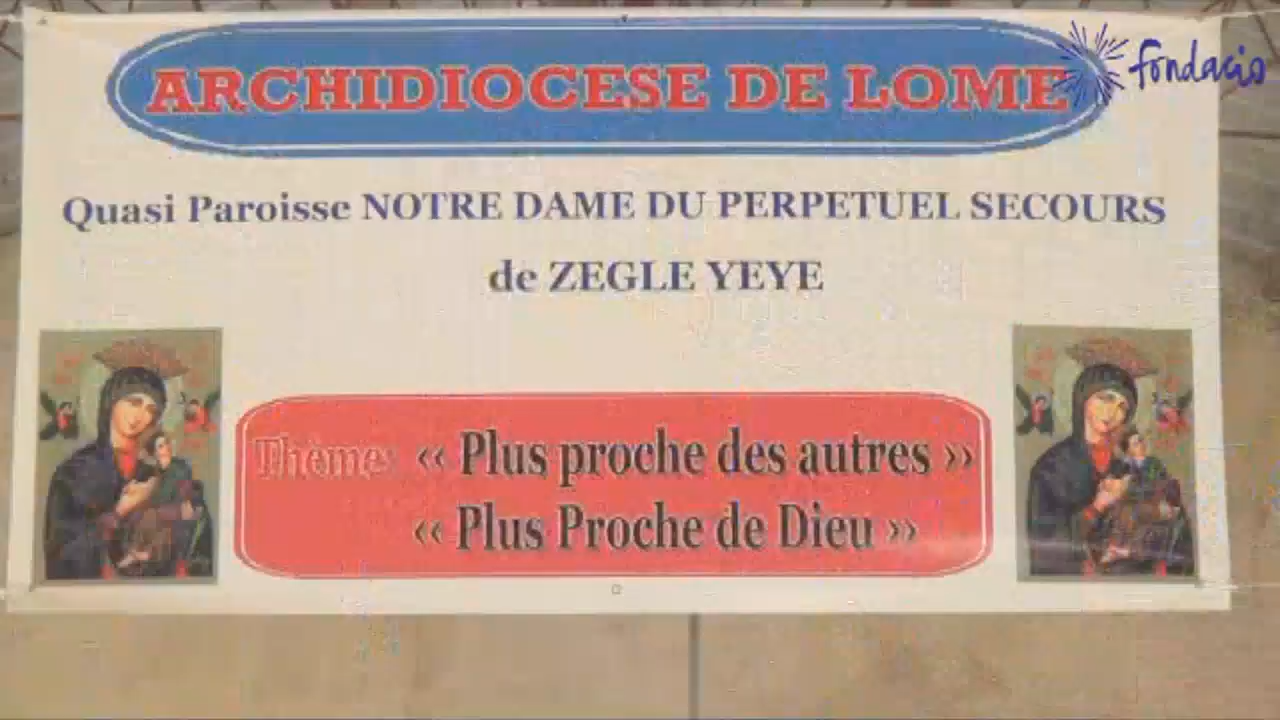 ARCHIDIOCESE DE LOME
fondacio
Quasi Paroisse NOTRE DAME DU PERPETUEL SECOURS
de ZEGLE YEYE
Thème: << Plus proche des autres >>
<< Plus Proche de Dieu >>